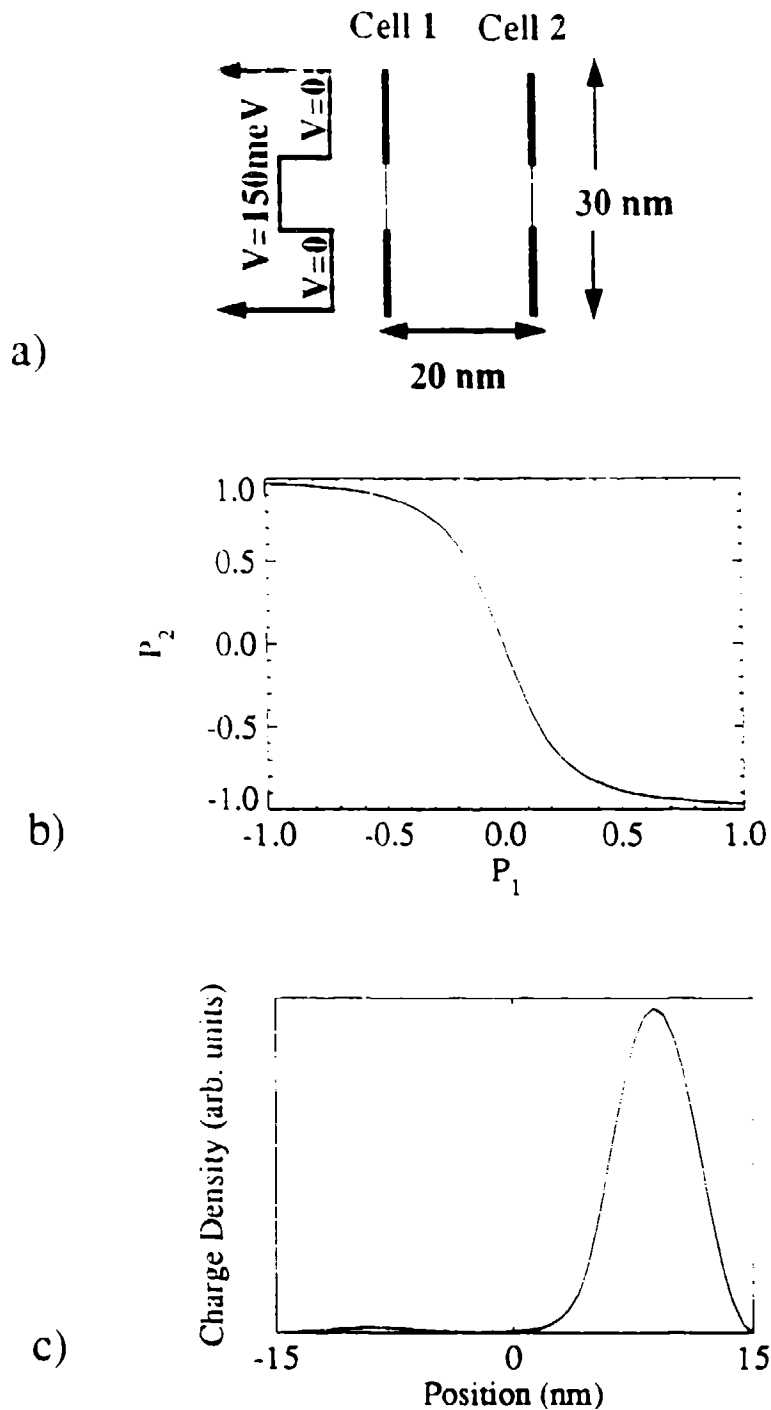 Cell 1 Cell 2
V=0
V=150meV
V=0
30 nm
20 nm
a)
1.0
0.5
0.0
-0.5
-1.0
P2
-1.0 -0.5 0.0 0.5 1.0
P1
b)
Charge Density (arb. units)
-15 0 15
Position (nm)
c)